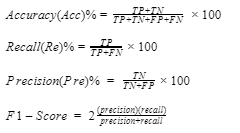 Accuracy(Acc)% = TP+TN / TP+TN+FP+FN × 100
Recall(Re)% = TP / TP+FN × 100
Precision(Pre)% = TN / TN+FP × 100
F1 − Score = 2 (precision)(recall) / precision+recall